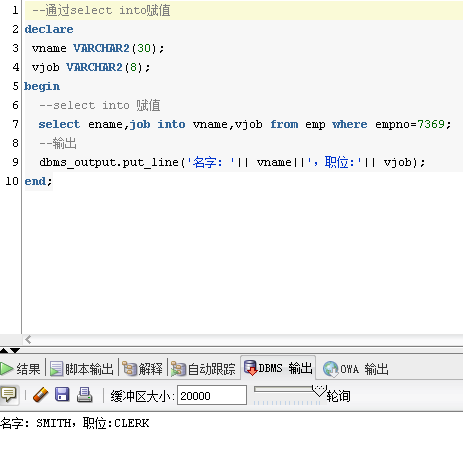 1 --通过select into赋值
2 declare
3 vname VARCHAR2(30);
4 vjob VARCHAR2(8);
5 begin
6 --select into 赋值
7 select ename,job into vname,vjob from emp where empno=7369;
8 --输出
9 dbms_output.put_line('名字: '|| vname||', 职位:'|| vjob);
10 end;
结果 脚本输出 解释 自动跟踪 DBMS 输出 OWA 输出
缓冲区大小: 20000 轮询
名字: SMITH, 职位:CLERK